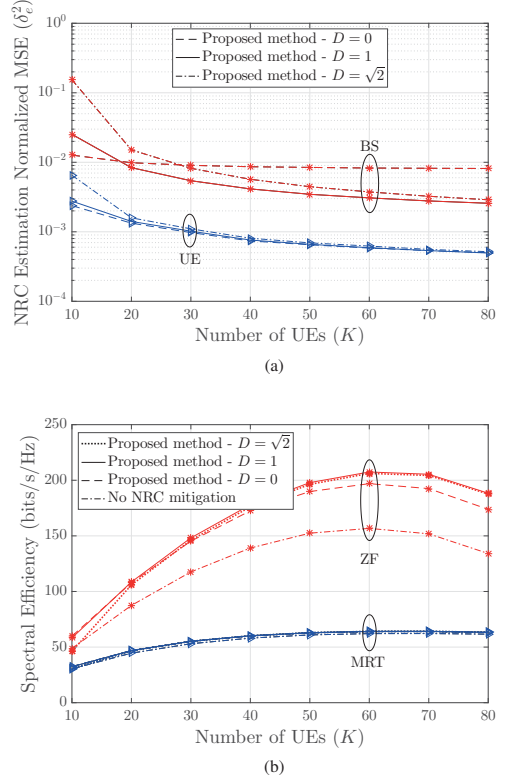 NRC Estimation Normalized MSE (δ_e^2)
10^0
10^{-1}
10^{-2}
10^{-3}
10^{-4}
Proposed method - D = 0
Proposed method - D = 1
Proposed method - D = √2
BS
UE
10 20 30 40 50 60 70 80
Number of UEs (K)
(a)
Spectral Efficiency (bits/s/Hz)
250
200
150
100
50
0
Proposed method - D = √2
Proposed method - D = 1
Proposed method - D = 0
No NRC mitigation
ZF
MRT
10 20 30 40 50 60 70 80
Number of UEs (K)
(b)